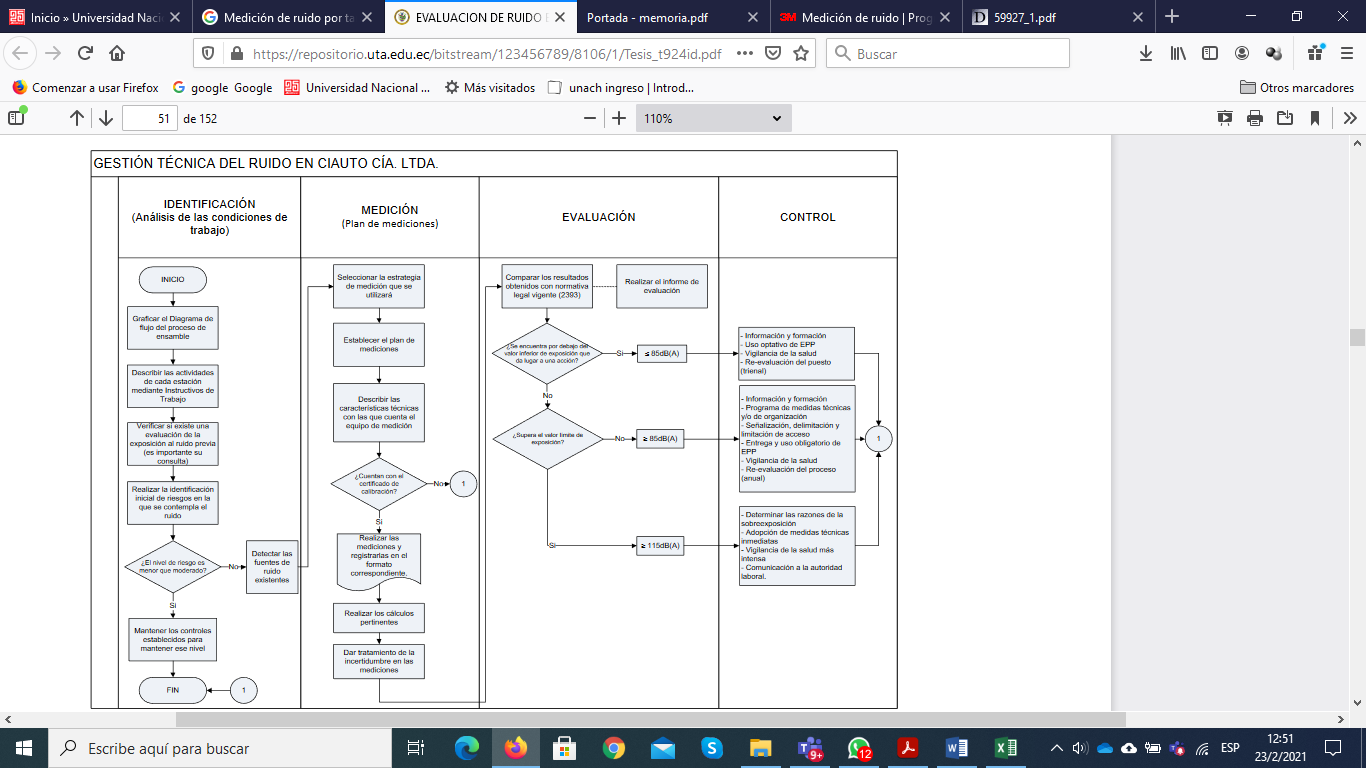 Inicio » Universidad Naci
Medición de ruido por ta
EVALUACION DE RUIDO E
Portada - memoria.pdf
Medición de ruido | Prog
59927_1.pdf
https://repositorio.uta.edu.ec/bitstream/123456789/8106/1/Tesis_t924id.pdf
Buscar
Comenzar a usar Firefox
google Google
Universidad Nacional ...
Más visitados
unach ingreso | Introd...
Otros marcadores
51 de 152
110%
GESTIÓN TÉCNICA DEL RUIDO EN CIAUTO CÍA. LTDA.
IDENTIFICACIÓN
(Análisis de las condiciones de
trabajo)
INICIO
Graficar el Diagrama de
flujo del proceso de
ensamble
Describir las actividades
de cada estación
mediante Instructivos de
Trabajo
Verificar si existe una
evaluación de la
exposición al ruido previa
(es importante su
consulta)
Realizar la identificación
inicial de riesgos en la
que se contempla el
ruido
¿El nivel de riesgo es
menor que moderado?
No
Detectar las
fuentes de
ruido
existentes
Si
Mantener los controles
establecidos para
mantener ese nivel
FIN
1
MEDICIÓN
(Plan de mediciones)
Seleccionar la estrategia
de medición que se
utilizará
Establecer el plan de
mediciones
Describir las
características técnicas
con las que cuenta el
equipo de medición
¿Cuentan con el
certificado de
calibración?
No
1
Si
Realizar las
mediciones y
registrarlas en el
formato
correspondiente.
Realizar los cálculos
pertinentes
Dar tratamiento de la
incertidumbre en las
mediciones
EVALUACIÓN
Comparar los resultados
obtenidos con normativa
legal vigente (2393)
Realizar el informe de
evaluación
¿Se encuentra por debajo del
valor inferior de exposición que
da lugar a una acción?
Si
≤ 85dB(A)
No
¿Supera el valor límite de
exposición?
No
≥ 85dB(A)
Si
≥ 115dB(A)
CONTROL
- Información y formación
- Uso optativo de EPP
- Vigilancia de la salud
- Re-evaluación del puesto
(trienal)
- Información y formación
- Programa de medidas técnicas
y/o de organización
- Señalización, delimitación y
limitación de acceso
- Entrega y uso obligatorio de
EPP
- Vigilancia de la salud
- Re-evaluación del proceso
(anual)
1
- Determinar las razones de la
sobreexposición
- Adopción de medidas técnicas
inmediatas
- Vigilancia de la salud más
intensa
- Comunicación a la autoridad
laboral.
Escribe aquí para buscar
9+
12
ESP
12:51
23/2/2021